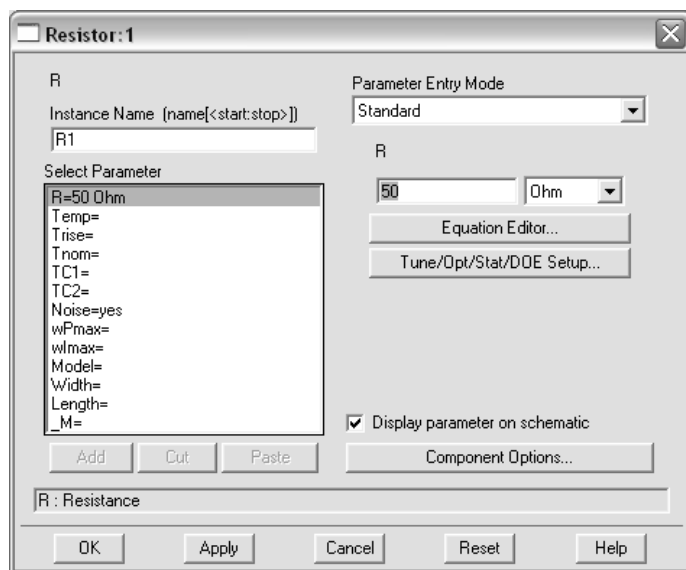 Resistor:1
R
Instance Name (name[<start:stop>])
R1
Select Parameter
R=50 Ohm
Temp=
Trise=
Tnom=
TC1=
TC2=
Noise=yes
wPmax=
wImax=
Model=
Width=
Length=
_M=
Add Cut Paste
Parameter Entry Mode
Standard
R
50 Ohm
Equation Editor...
Tune/Opt/Stat/DOE Setup...
Display parameter on schematic
Component Options...
R : Resistance
OK Apply Cancel Reset Help